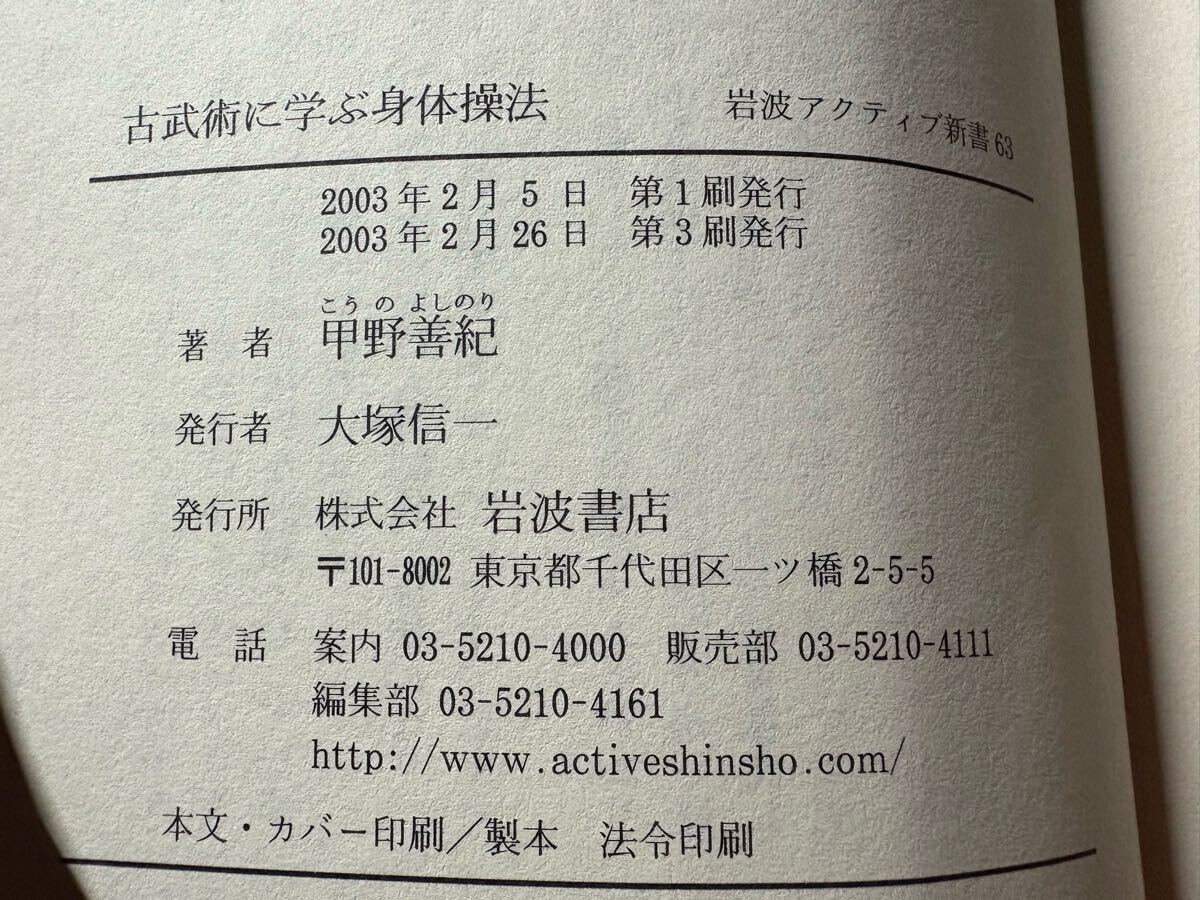 古武術に学ぶ身体操法　岩波アクティブ新書63
2003年2月 5 日　第1刷発行
2003年2月26日　第3刷発行
こうのよしのり
著　者　甲野善紀
発行者　大塚信一
発行所　株式会社 岩波書店
〒101-8002 東京都千代田区一ツ橋2-5-5
電　話　案内 03-5210-4000　販売部 03-5210-4111
編集部 03-5210-4161
http://www.activeshinsho.com/
本文・カバー印刷／製本　法令印刷